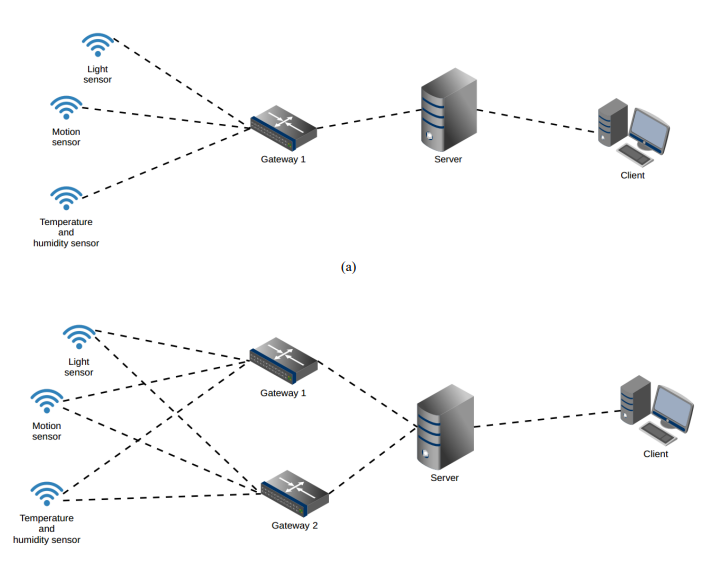 Light
sensor
Motion
sensor
Temperature
and
humidity sensor
Gateway 1
Server
Client
(a)
Light
sensor
Motion
sensor
Temperature
and
humidity sensor
Gateway 1
Gateway 2
Server
Client